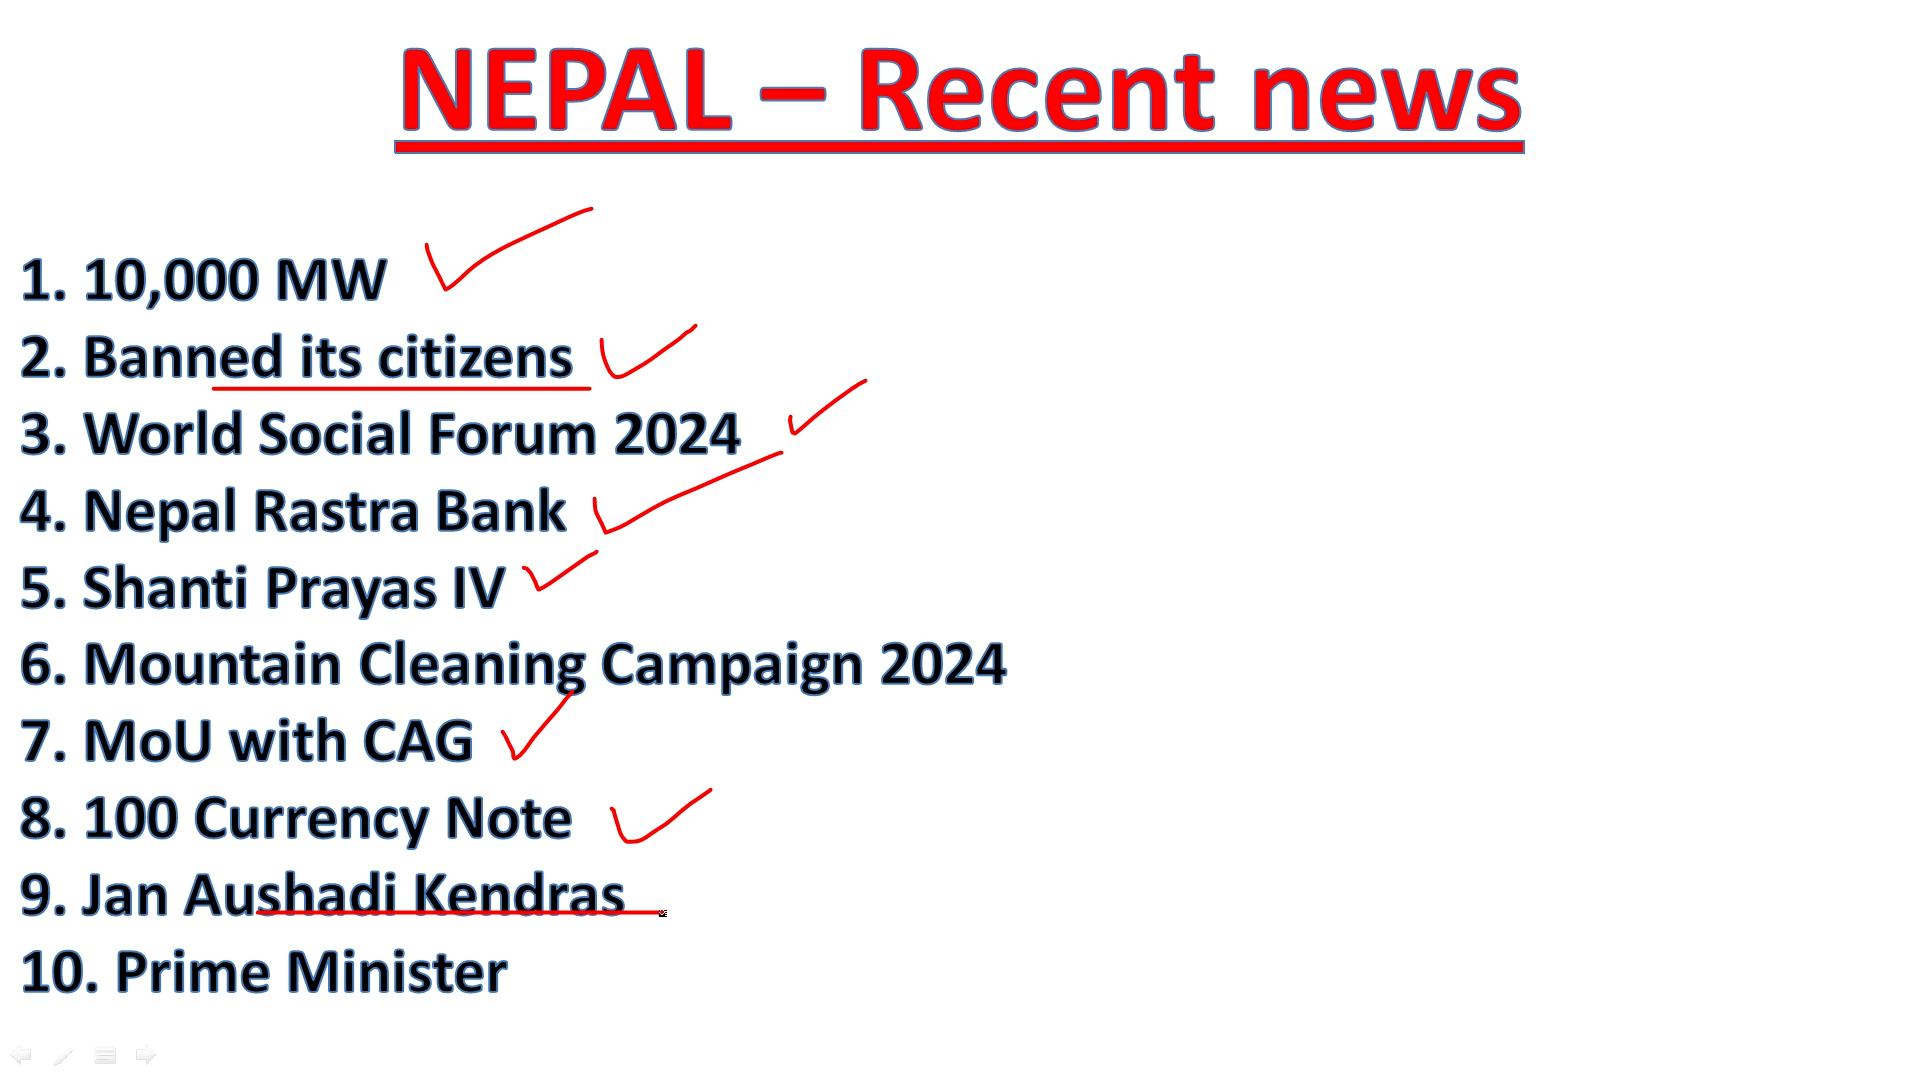 NEPAL – Recent news
1. 10,000 MW
2. Banned its citizens
3. World Social Forum 2024
4. Nepal Rastra Bank
5. Shanti Prayas IV
6. Mountain Cleaning Campaign 2024
7. MoU with CAG
8. 100 Currency Note
9. Jan Aushadi Kendras
10. Prime Minister